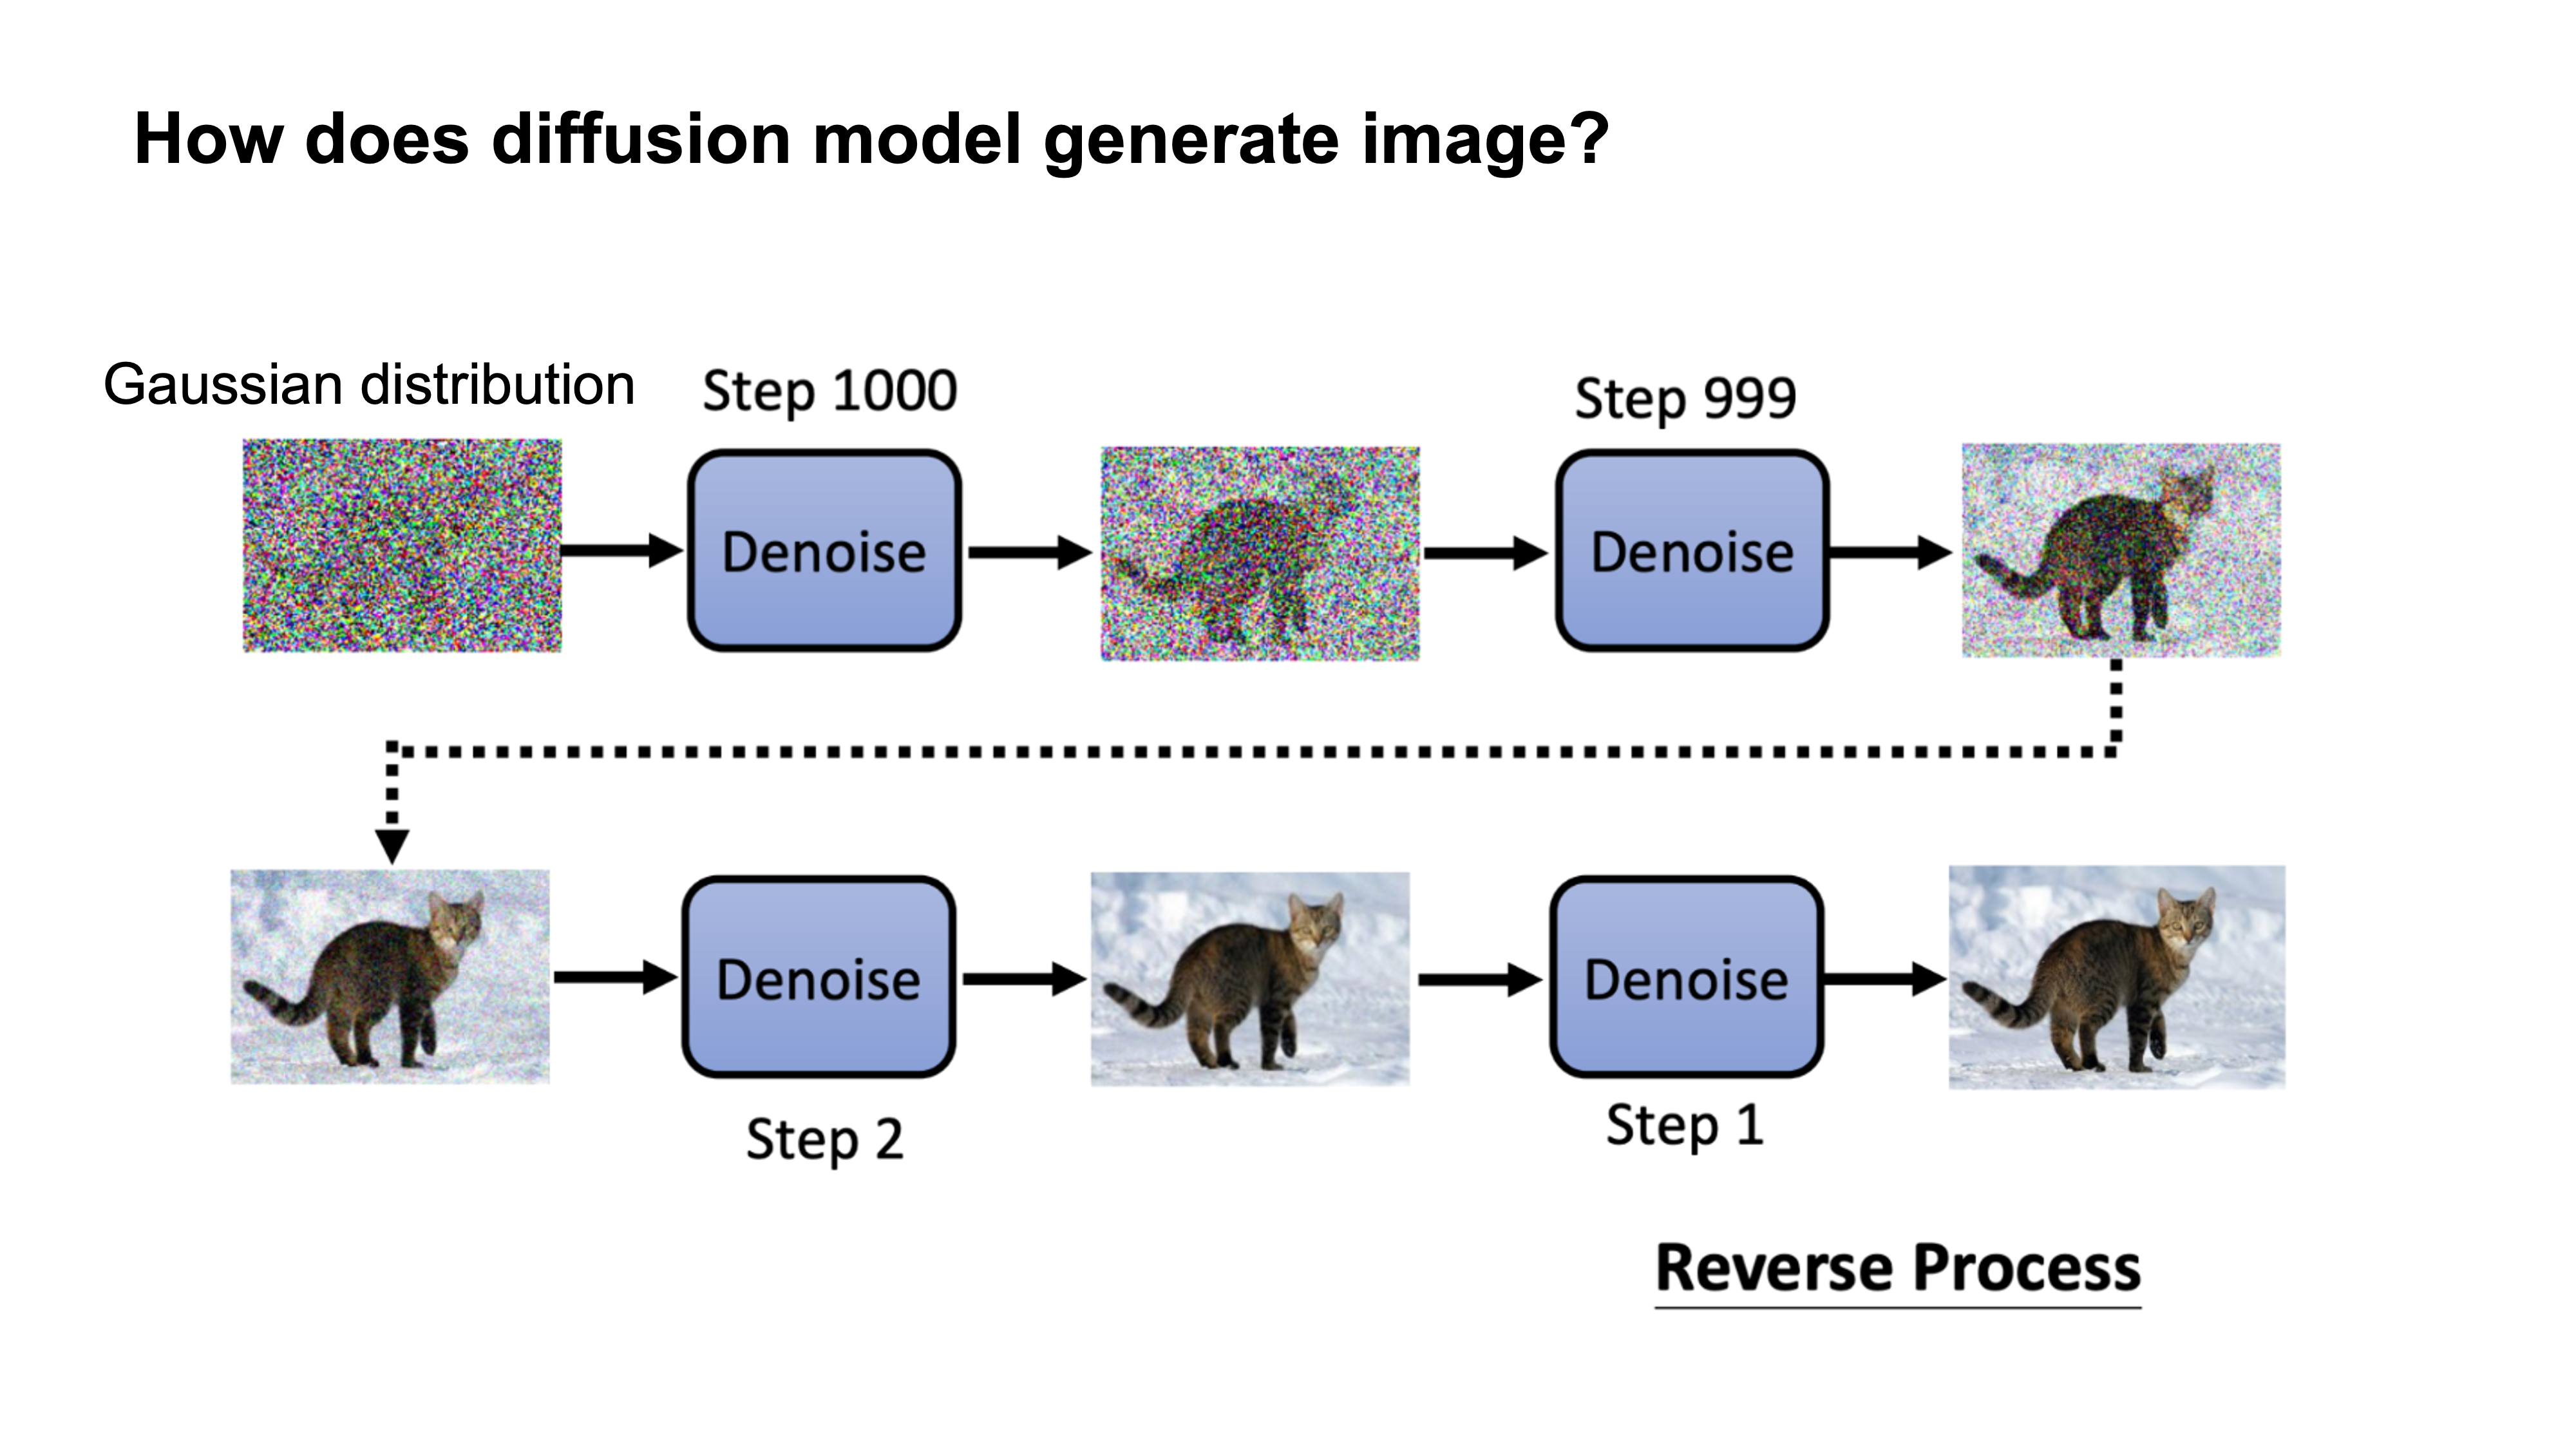 How does diffusion model generate image?
Gaussian distribution
Step 1000
Step 999
Denoise
Denoise
Denoise
Denoise
Step 2
Step 1
Reverse Process